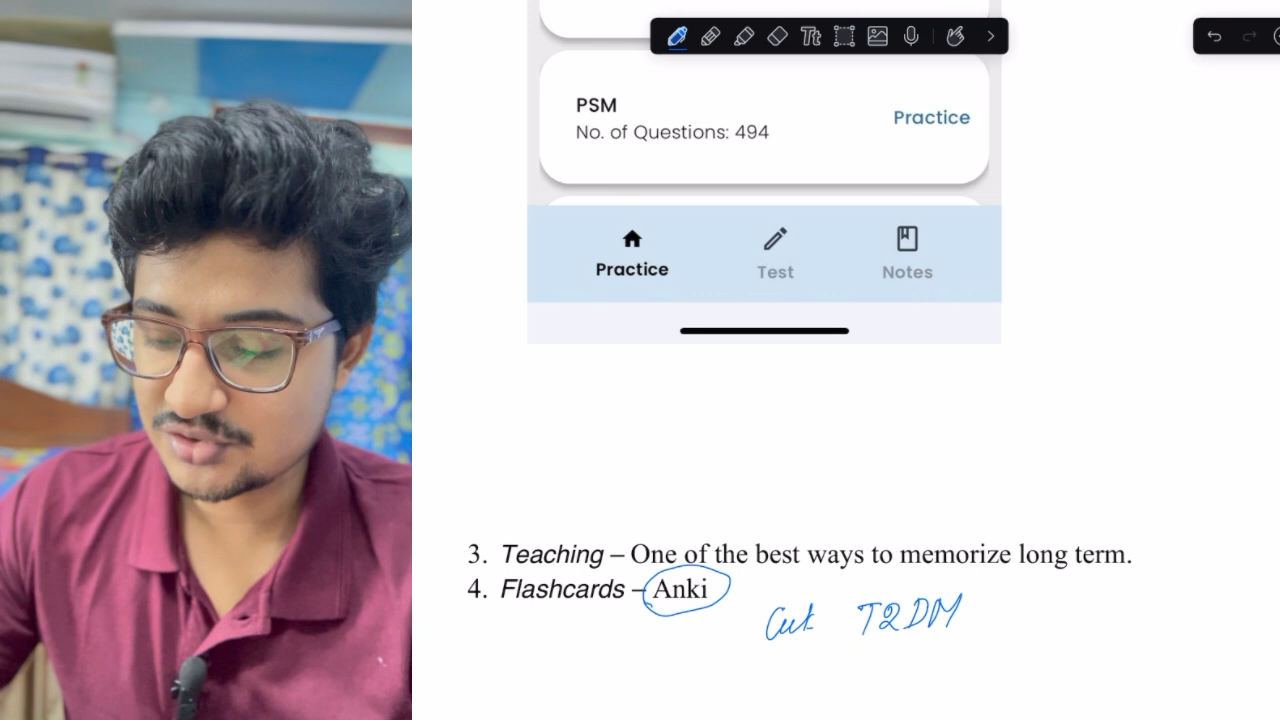 Tt
PSM
No. of Questions: 494
Practice
Practice
Test
Notes
3. Teaching – One of the best ways to memorize long term.
4. Flashcards – Anki
T2DM